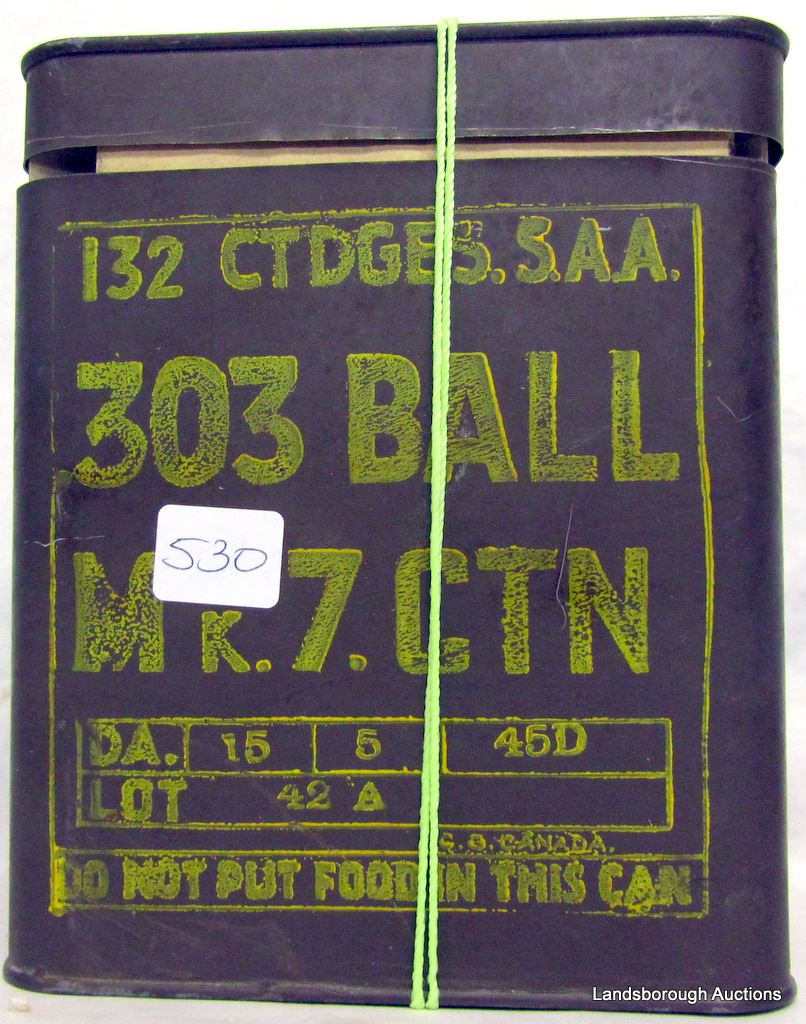 132 CTDGES. S.A.A.
303 BALL
530
MK. 7. CTN
DA. 15 5 45D
LOT 42 A
CANADA.
DO NOT PUT FOOD IN THIS CAN
Landsborough Auctions